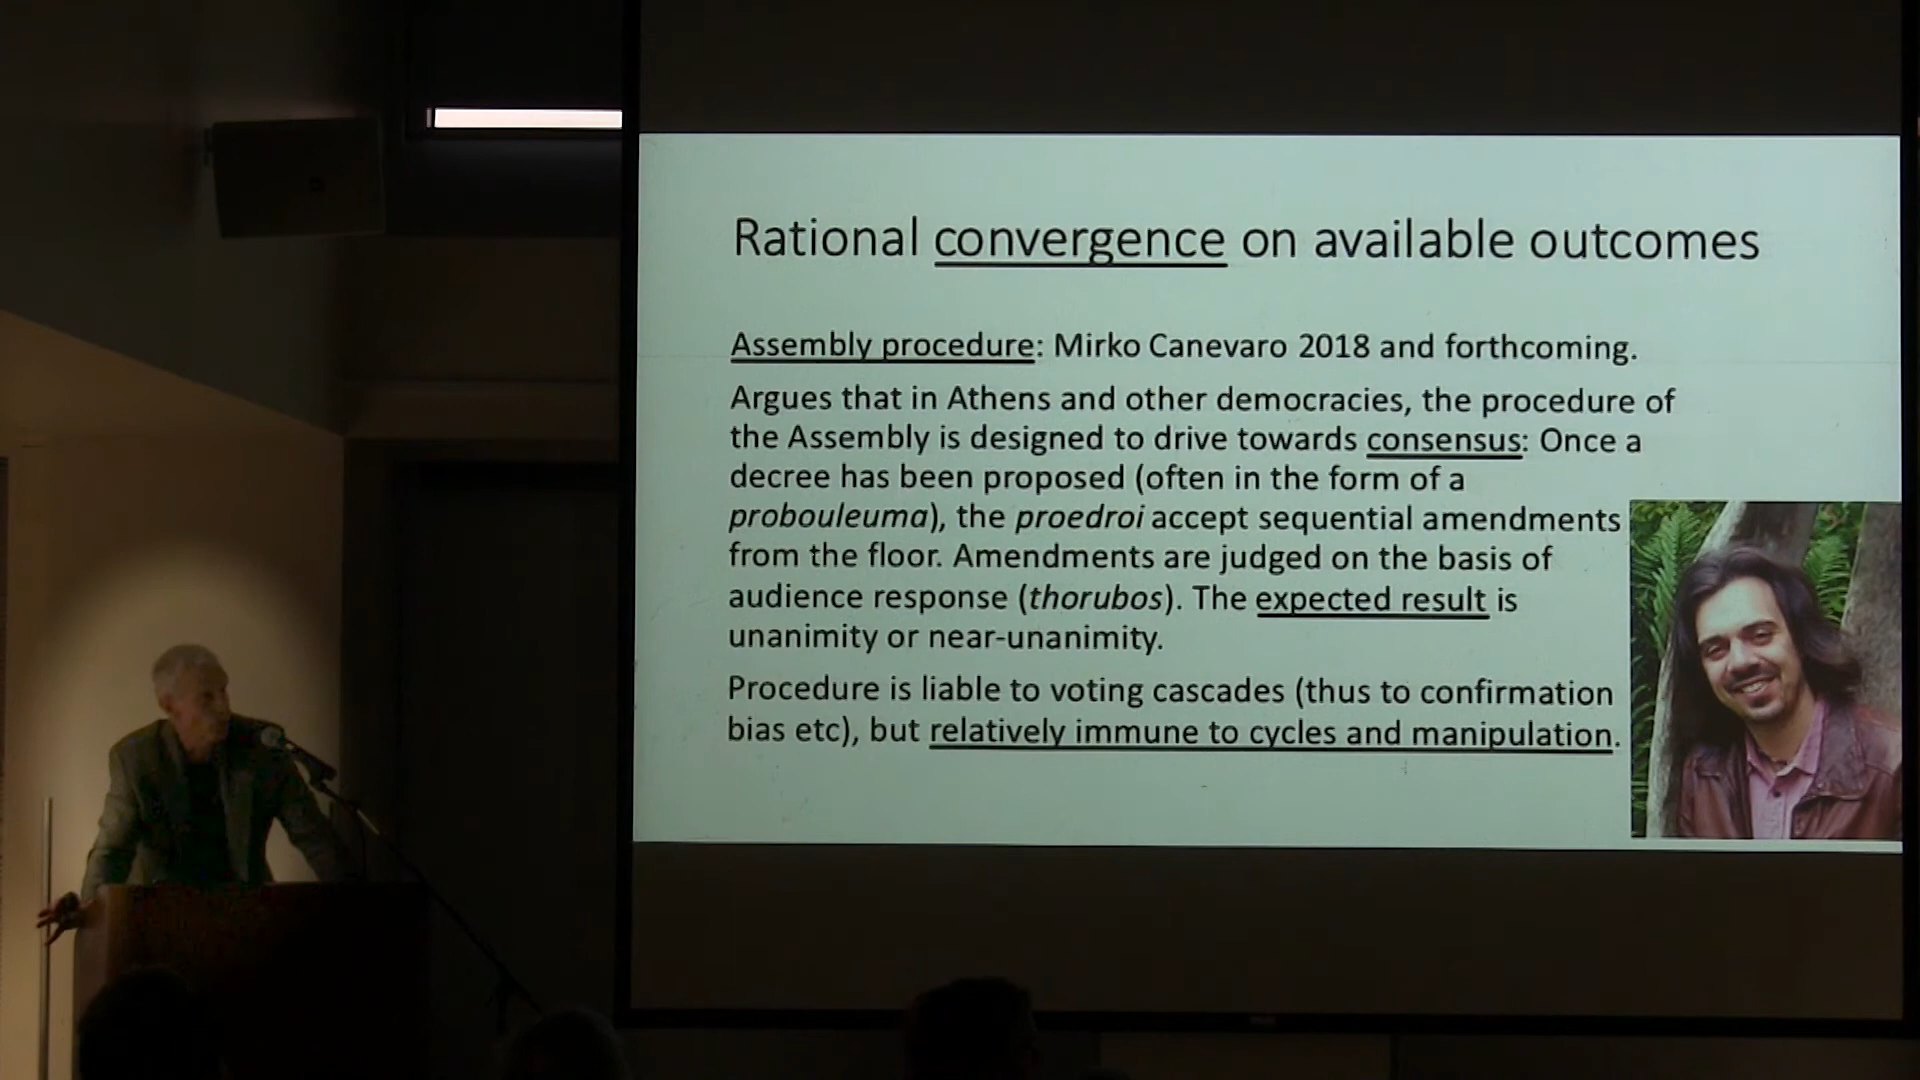 Rational convergence on available outcomes
Assembly procedure: Mirko Canevaro 2018 and forthcoming.
Argues that in Athens and other democracies, the procedure of
the Assembly is designed to drive towards consensus: Once a
decree has been proposed (often in the form of a
probouleuma), the proedroi accept sequential amendments
from the floor. Amendments are judged on the basis of
audience response (thorubos). The expected result is
unanimity or near-unanimity.
Procedure is liable to voting cascades (thus to confirmation
bias etc), but relatively immune to cycles and manipulation.